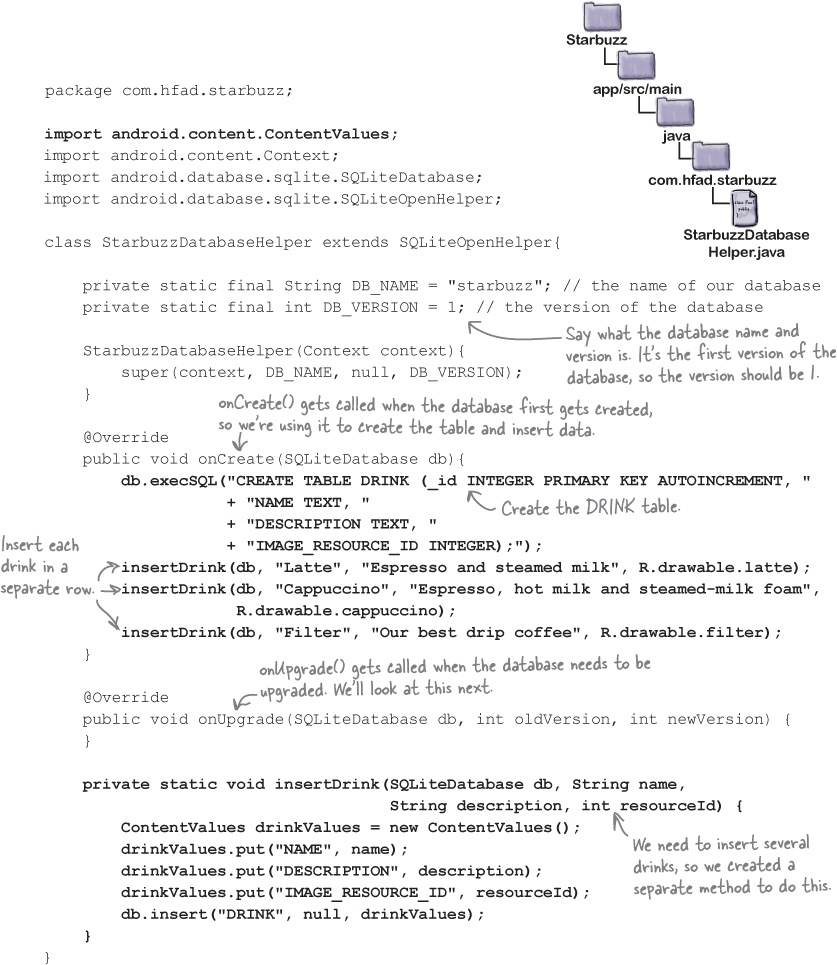 Starbuzz
app/src/main
java
com.hfad.starbuzz
StarbuzzDatabase
Helper.java
package com.hfad.starbuzz;
import android.content.ContentValues;
import android.content.Context;
import android.database.sqlite.SQLiteDatabase;
import android.database.sqlite.SQLiteOpenHelper;
class StarbuzzDatabaseHelper extends SQLiteOpenHelper{
private static final String DB_NAME = "starbuzz"; // the name of our database
private static final int DB_VERSION = 1; // the version of the database
Say what the database name and
version is. It's the first version of the
database, so the version should be 1.
StarbuzzDatabaseHelper(Context context){
super(context, DB_NAME, null, DB_VERSION);
}
onCreate() gets called when the database first gets created,
so we're using it to create the table and insert data.
@Override
public void onCreate(SQLiteDatabase db){
db.execSQL("CREATE TABLE DRINK (_id INTEGER PRIMARY KEY AUTOINCREMENT, "
+ "NAME TEXT, "
Create the DRINK table.
+ "DESCRIPTION TEXT, "
+ "IMAGE_RESOURCE_ID INTEGER);");
Insert each
drink in a
separate row.
insertDrink(db, "Latte", "Espresso and steamed milk", R.drawable.latte);
insertDrink(db, "Cappuccino", "Espresso, hot milk and steamed-milk foam",
R.drawable.cappuccino);
insertDrink(db, "Filter", "Our best drip coffee", R.drawable.filter);
}
onUpgrade() gets called when the database needs to be
upgraded. We'll look at this next.
@Override
public void onUpgrade(SQLiteDatabase db, int oldVersion, int newVersion) {
}
private static void insertDrink(SQLiteDatabase db, String name,
String description, int resourceId) {
ContentValues drinkValues = new ContentValues();
drinkValues.put("NAME", name);
drinkValues.put("DESCRIPTION", description);
drinkValues.put("IMAGE_RESOURCE_ID", resourceId);
db.insert("DRINK", null, drinkValues);
We need to insert several
drinks, so we created a
separate method to do this.
}
}